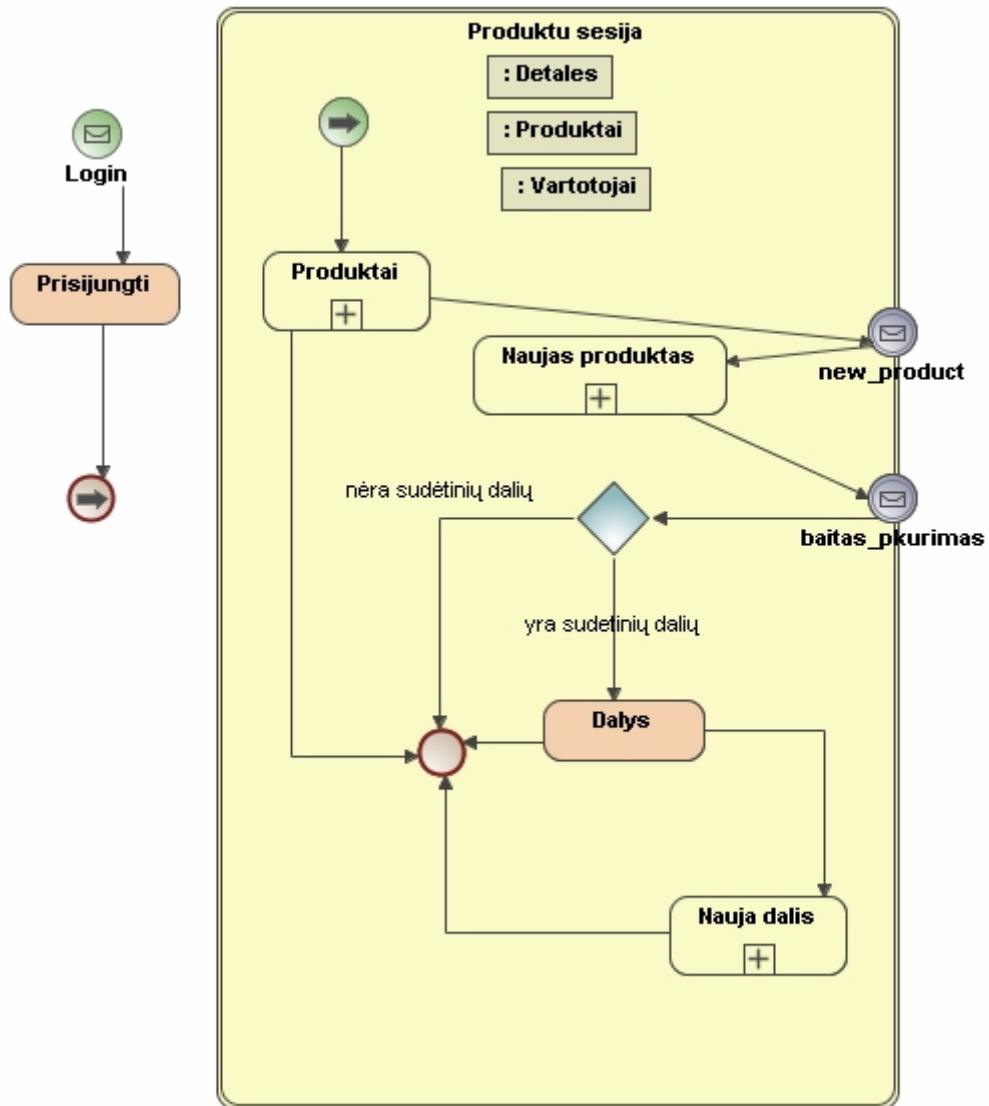 Produktu sesija
: Detales
: Produktai
: Vartotojai
Login
Prisijungti
Produktai
Naujas produktas
new_product
nėra sudėtinių dalių
baitas_pkurimas
yra sudėtinių dalių
Dalys
Nauja dalis